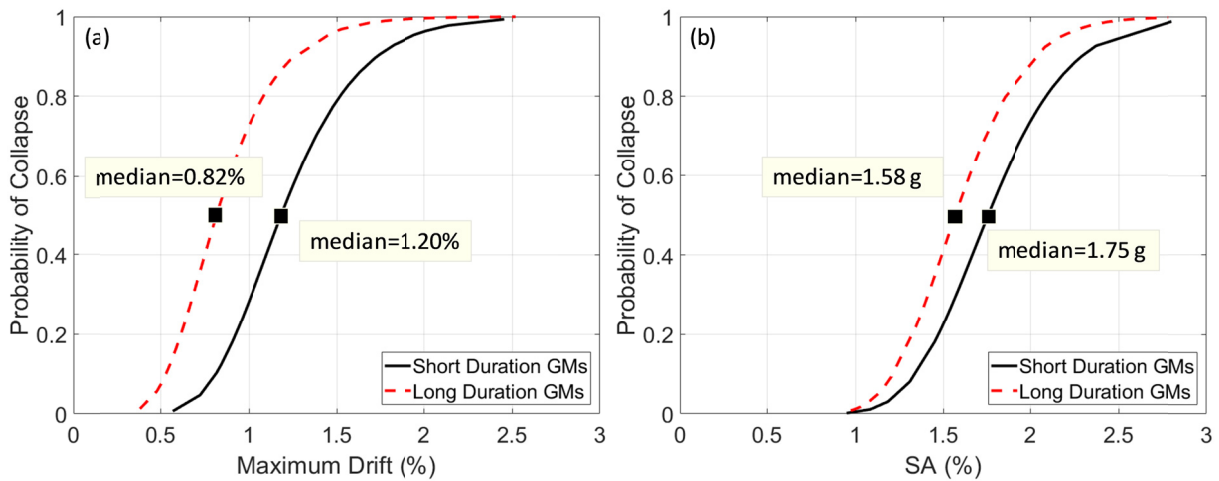 (a)
Probability of Collapse
1
0.8
0.6
0.4
0.2
0
median=0.82%
median=1.20%
Short Duration GMs
Long Duration GMs
0 0.5 1 1.5 2 2.5 3
Maximum Drift (%)
(b)
Probability of Collapse
1
0.8
0.6
0.4
0.2
0
median=1.58 g
median=1.75 g
Short Duration GMs
Long Duration GMs
0 0.5 1 1.5 2 2.5 3
SA (%)